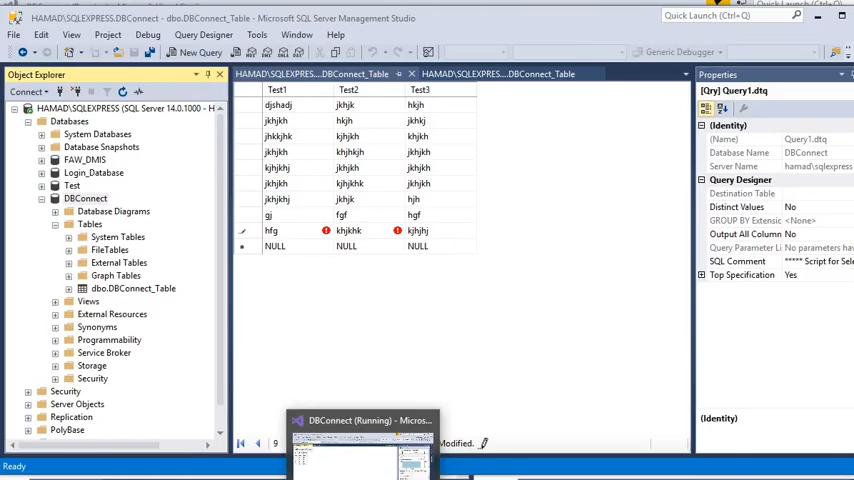 HAMAD\SQLEXPRESS.DBConnect - dbo.DBConnect_Table - Microsoft SQL Server Management Studio
Quick Launch (Ctrl+Q)
File Edit View Project Debug Query Designer Tools Window Help
New Query
Generic Debugger
Object Explorer
Connect
HAMAD\SQLEXPRESS (SQL Server 14.0.1000 - H
Databases
System Databases
Database Snapshots
FAW_DMIS
Login_Database
Test
DBConnect
Database Diagrams
Tables
System Tables
FileTables
External Tables
Graph Tables
dbo.DBConnect_Table
Views
External Resources
Synonyms
Programmability
Service Broker
Storage
Security
Security
Server Objects
Replication
PolyBase
HAMAD\SQLEXPRESS....DBConnect_Table
HAMAD\SQLEXPRESS....DBConnect_Table
Test1 Test2 Test3
djshadj jkhjk hkjh
jkhjkh hkjh jkhkj
jhkkjhk kjhjkh khjkh
jkhjkh khjhkjh jkhjkh
kjhjkhj jkhjkh jkhjkh
jkhjkh kjhjkhk jkhjkh
jkhjkhj jkhjk hjh
gj fgf hgf
hfg khjkhk kjhjhj
NULL NULL NULL
9
Modified.
DBConnect (Running) - Micros...
Properties
[Qry] Query1.dtq
(Identity)
(Name) Query1.dtq
Database Name DBConnect
Server Name hamad\sqlexpress
Query Designer
Destination Table
Distinct Values No
GROUP BY Extensic <None>
Output All Column No
Query Parameter Li No parameters hav
SQL Comment ***** Script for Sele
Top Specification Yes
(Identity)
Ready